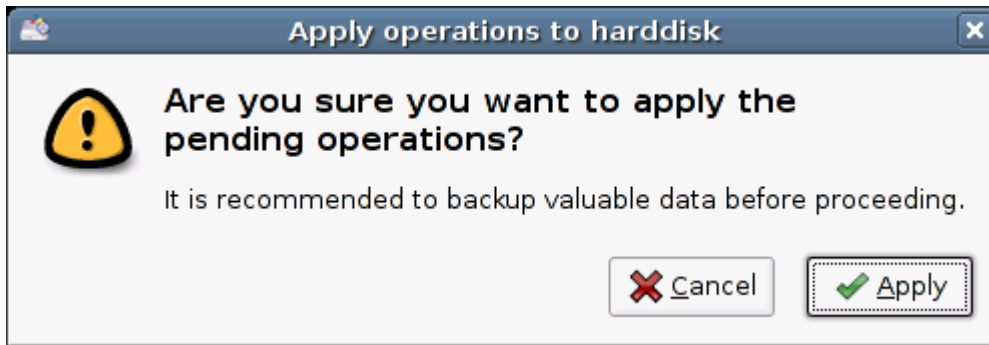 Apply operations to harddisk
Are you sure you want to apply the
pending operations?
It is recommended to backup valuable data before proceeding.
Cancel
Apply